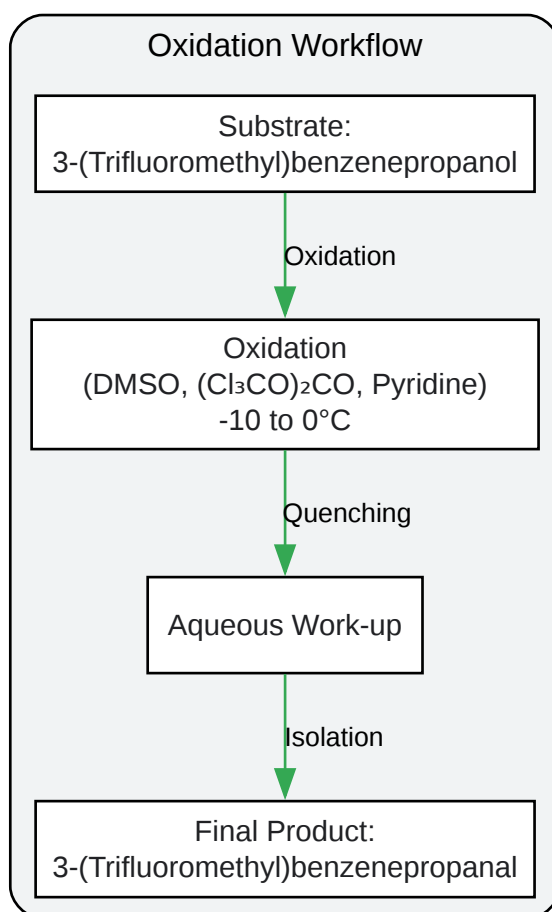 Oxidation Workflow
Substrate:
3-(Trifluoromethyl)benzenepropanol
Oxidation
Oxidation
(DMSO, (Cl₃CO)₂CO, Pyridine)
-10 to 0°C
Quenching
Aqueous Work-up
Isolation
Final Product:
3-(Trifluoromethyl)benzenepropanal